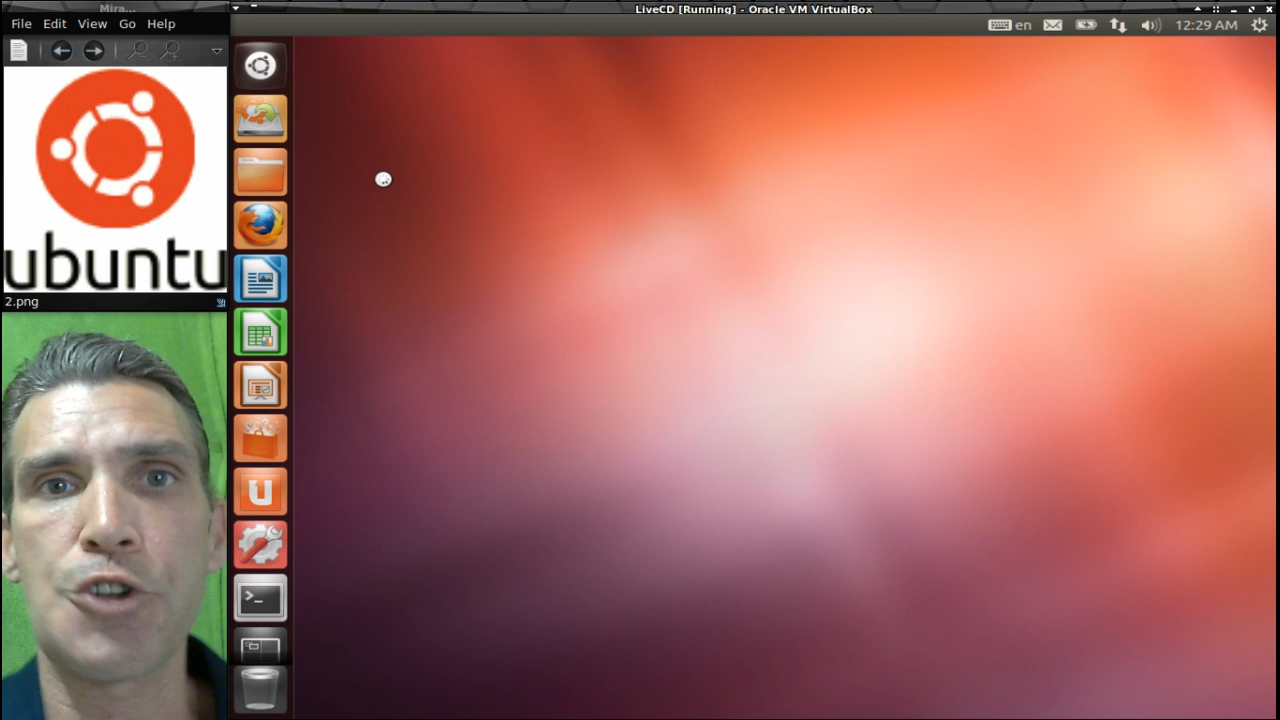 Mira...
LiveCD [Running] - Oracle VM VirtualBox
File Edit View Go Help
en
12:29 AM
ubuntu
2.png
U
>_